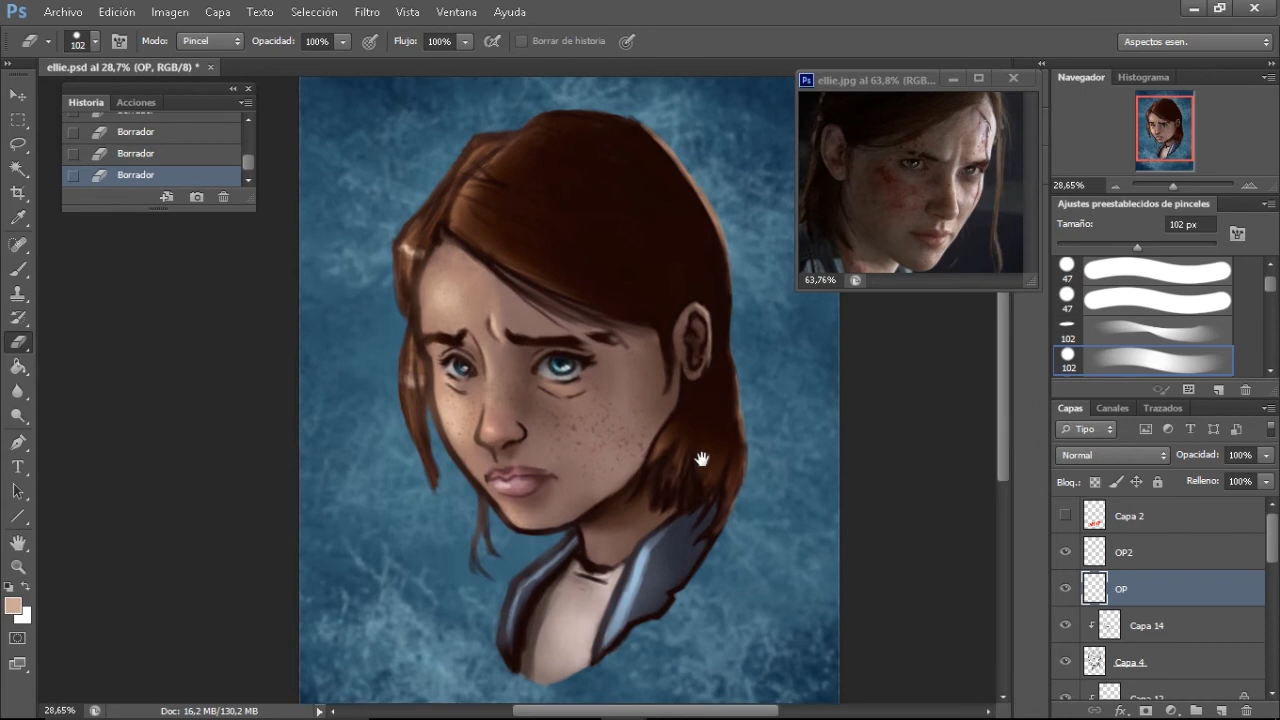 Ps Archivo Edición Imagen Capa Texto Selección Filtro Vista Ventana Ayuda
102 Modo: Pincel Opacidad: 100% Flujo: 100% Borrar de historia Aspectos esen.
ellie.psd al 28,7% (OP, RGB/8) * ×
Historia Acciones
Borrador
Borrador
Borrador
Ps ellie.jpg al 63,8% (RGB...
63,76%
Navegador Histograma
28,65%
Ajustes preestablecidos de pinceles
Tamaño: 102 px
47
47
102
102
Capas Canales Trazados
Tipo
Normal Opacidad: 100%
Bloq.: Relleno: 100%
Capa 2
OP2
OP
Capa 14
Capa 4
28,65% Doc: 16,2 MB/130,2 MB